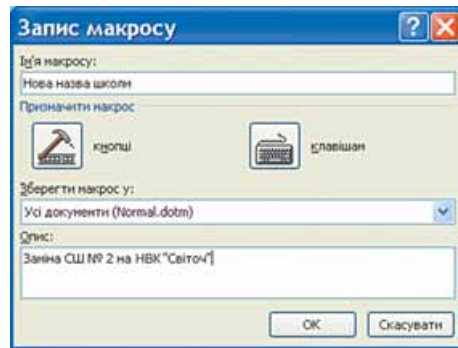 Запис макросу
Ім'я макросу:
Нова назва школи
Призначити макрос
кнопці
клавішам
Зберегти макрос у:
Усі документи (Normal.dotm)
Опис:
Заміна СШ № 2 на НВК "Світоч"
ОК
Скасувати